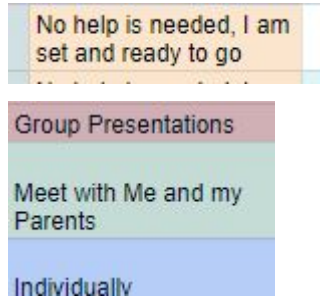 No help is needed, I am
set and ready to go
Group Presentations
Meet with Me and my
Parents
Individually